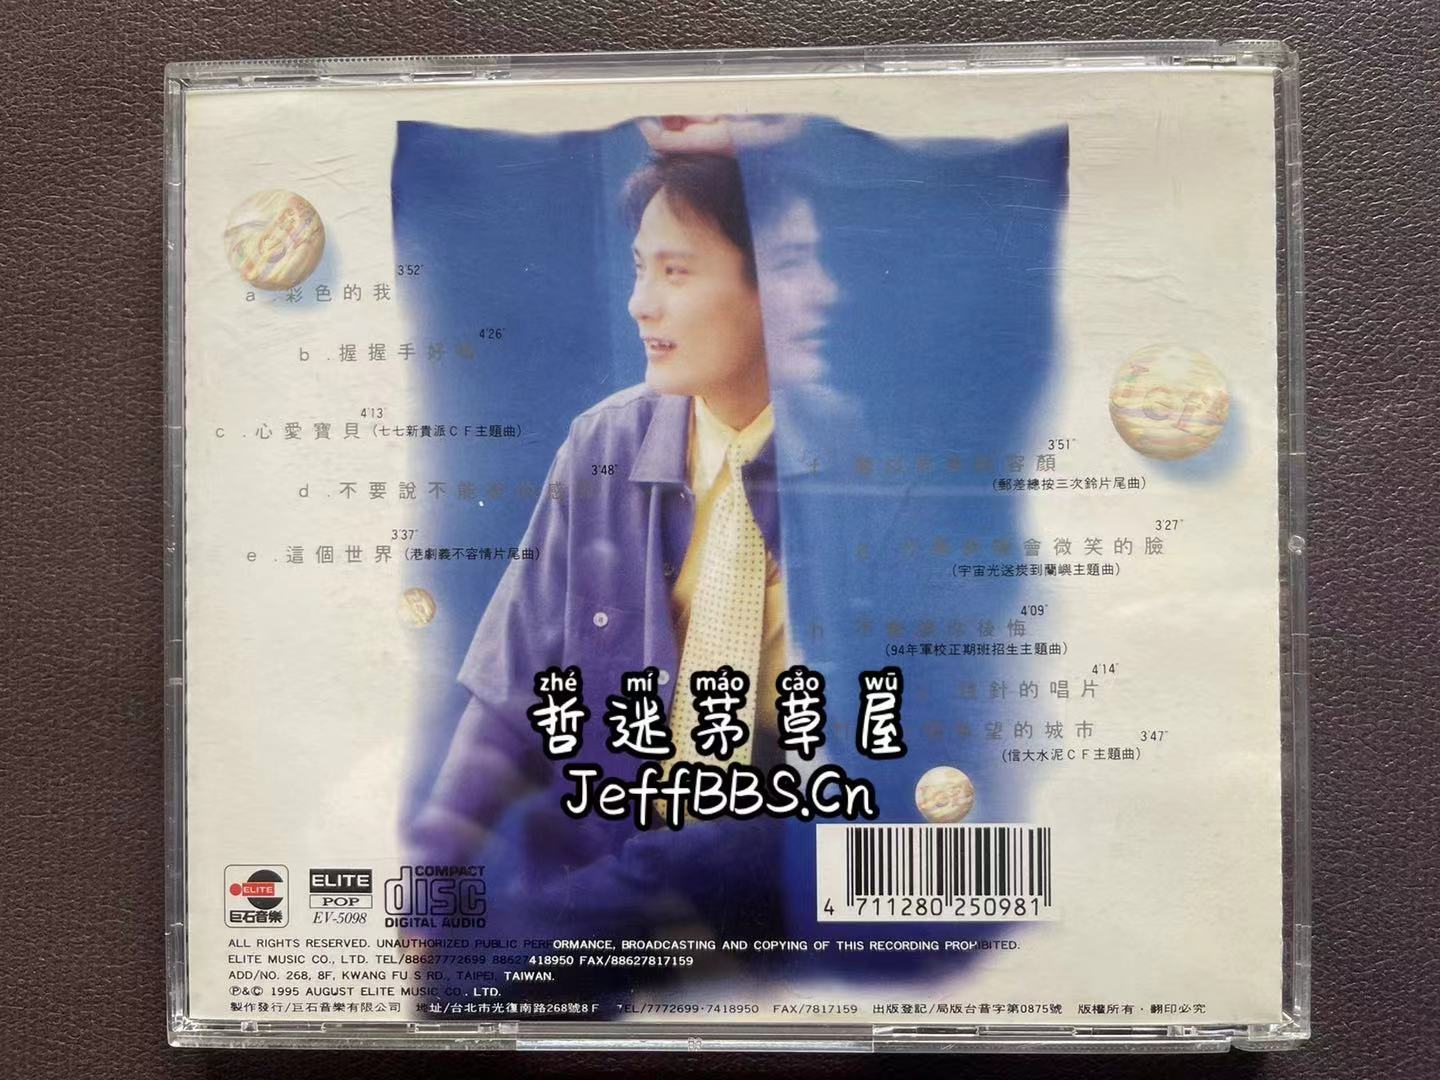 3'52"
a . 彩色的我
4'26"
b . 握握手好嗎
4'13"
c . 心愛寶貝 (七七新貴派CF主題曲)
3'48"
d . 不要說不能
3'37"
e . 這個世界 (港劇義不容情片尾曲)
3'51"
f 容顏
(郵差總按三次鈴片尾曲)
3'27"
會微笑的臉
(宇宙光送炭到蘭嶼主題曲)
4'09"
h 後悔
(94年軍校正期班招生主題曲)
4'14"
針的唱片
望的城市 3'47"
(信大水泥CF主題曲)
zhé mí máo cǎo wū
哲迷茅草屋
JeffBBS.Cn
ELITE
巨石音樂
ELITE
POP
EV-5098
COMPACT
disc
DIGITAL AUDIO
4 711280 250981
ALL RIGHTS RESERVED. UNAUTHORIZED PUBLIC PERFORMANCE, BROADCASTING AND COPYING OF THIS RECORDING PROHIBITED.
ELITE MUSIC CO., LTD. TEL/88627772699 88627418950 FAX/88627817159
ADD/NO. 268, 8F, KWANG FU S RD., TAIPEI, TAIWAN.
℗&© 1995 AUGUST ELITE MUSIC CO., LTD.
製作發行/巨石音樂有限公司 地址/台北市光復南路268號8F TEL/7772699·7418950 FAX/7817159 出版登記/局版台音字第0875號 版權所有·翻印必究